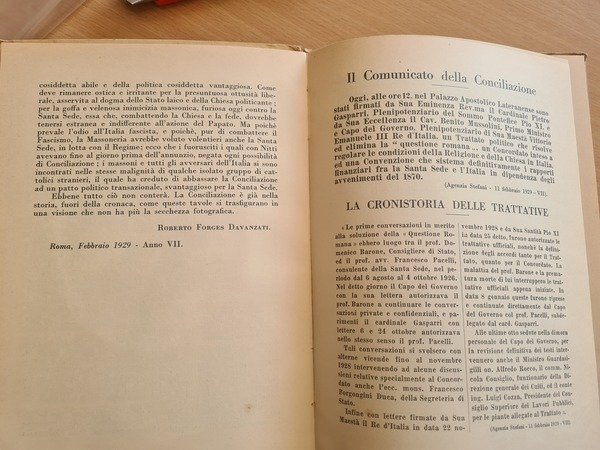 cosiddetta abile e della politica cosiddetta vantaggiosa. Come
deve rimanere ostica e irritante per la presuntuosa ottusità libe-
rale, asservita al dogma dello Stato laico e della Chiesa politicante ;
per la goffa e velenosa inimicizia massonica, furiosa oggi contro la
Santa Sede, essa che, combattendo la Chiesa e la fede, dovrebbe
tenersi estranea e indifferente all'azione del Papato. Ma poichè
prevale l'odio all'Italia fascista, e poichè, pur di combattere il
Fascismo, la Massoneria avrebbe voluto volentieri anche la Santa
Sede, in lotta con il Regime; ecco che i fuorusciti i quali con Nitti
avevano fino al giorno prima dell'annunzio, negata ogni possibilità
di Conciliazione ; i massoni e tutti gli avversari dell'Italia si sono
incontrati nelle stesse malignità di qualche isolato gruppo di cat-
tolici stranieri, il quale ha creduto di abbassare la Conciliazione
ad un patto politico transazionale, svantaggioso per la Santa Sede.
Ebbene tutto ciò non conterà. La Conciliazione è già nella
storia, fuori della cronaca, come queste tavole si trasfigurano in
una visione che non ha più la secchezza fotografica.
ROBERTO FORGES DAVANZATI.
Roma, Febbraio 1929 - Anno VII.
Il Comunicato della Conciliazione
Oggi, alle ore 12, nel Palazzo Apostolico Lateranense sono
stati firmati da Sua Eminenza Rev.ma il Cardinale Pietro
Gasparri, Plenipotenziario del Sommo Pontefice Pio XI, e
da Sua Eccellenza il Cav. Benito Mussolini, Primo Ministro
e Capo del Governo, Plenipotenziario di Sua Maestà Vittorio
Emanuele III Re d'Italia, un Trattato politico che risolve
ed elimina la “ questione romana ,, un Concordato inteso a
regolare le condizioni della Religione e della Chiesa in Italia,
ed una Convenzione che sistema definitivamente i rapporti
finanziari fra la Santa Sede e l'Italia in dipendenza degli
avvenimenti del 1870.
(Agenzia Stefani - 11 febbraio 1929 - VII).
LA CRONISTORIA DELLE TRATTATIVE
« Le prime conversazioni in merito
alla soluzione della « Questione Ro-
mana » ebbero luogo tra il prof. Do-
menico Barone, Consigliere di Stato,
ed il prof. avv. Francesco Pacelli,
consulente della Santa Sede, nel pe-
riodo dal 6 agosto al 4 ottobre 1926.
Nel detto giorno il Capo del Governo
con la sua lettera autorizzava il
prof. Barone a continuare le conver-
sazioni private e confidenziali, e pa-
rimenti il cardinale Gasparri con
lettere 6 e 24 ottobre autorizzava
nello stesso senso il prof. Pacelli.
Tali conversazioni si svolsero con
alterne vicende fino al novembre
1928 intervenendo ad alcune discus-
sioni relative specialmente al Concor-
dato anche l'ecc. mons. Francesco
Borgongini Duca, della Segreteria di
Stato.
Infine con lettere firmate da Sua
Maestà il Re d'Italia in data 22 no-
vembre 1928 e da Sua Santità Pio XI
in data 25 detto, furono autorizzate le
trattative ufficiali, nonchè la definizione
degli accordi tanto per il Trat-
tato, quanto per il Concordato. La
malattia del prof. Barone e la prema-
tura morte di lui interruppero le trat-
tative ufficiali appena iniziate. In
data 8 gennaio queste furono riprese
e continuate direttamente dal Capo
del Governo col prof. Pacelli, sub-
delegato dal card. Gasparri.
Alle ultime otto sedute nella dimora
personale del Capo del Governo, per
la revisione definitiva dei testi inter-
vennero anche il Ministro Guardasi-
gilli on. Alfredo Rocco, il comm. Ni-
cola Consiglio, funzionario della Di-
rezione generale dei Culti, ed il conte
ing. Luigi Cozza, Presidente del Con-
siglio Superiore dei Lavori Pubblici,
per le piante allegate al Trattato ».
(Agenzia Stefani - 11 febbraio 1929 - VII)